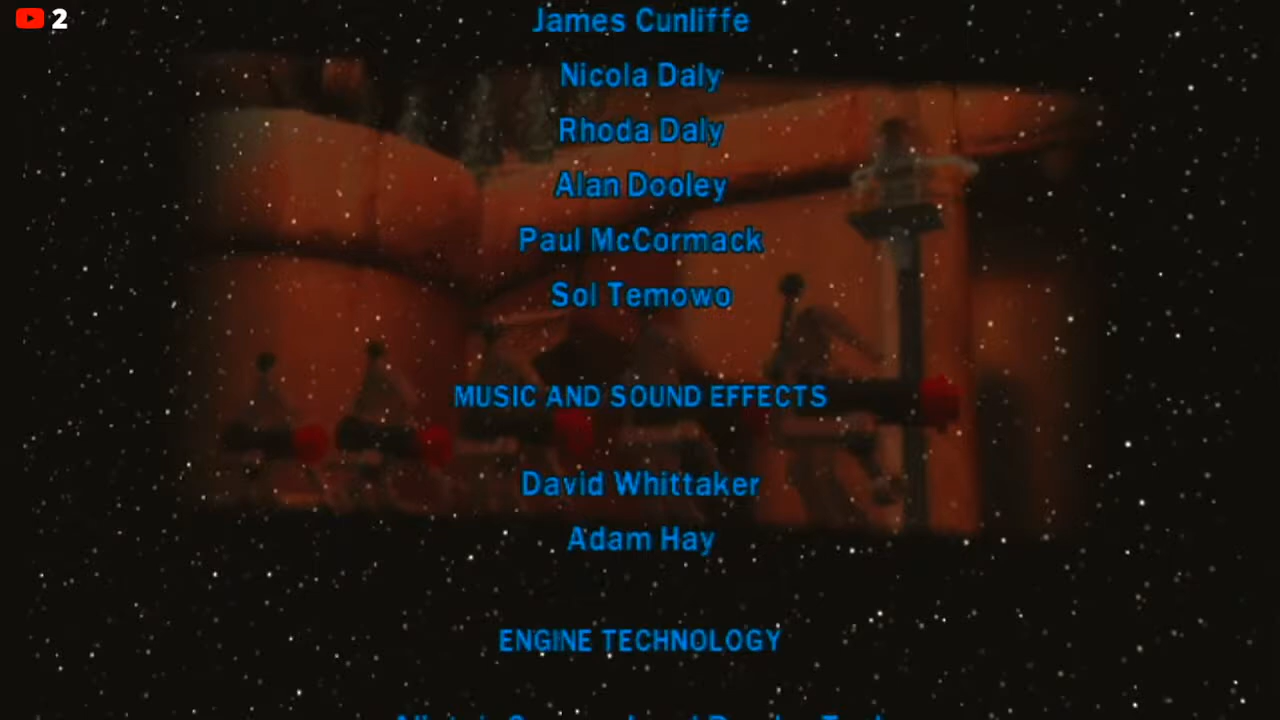 2
James Cunliffe
Nicola Daly
Rhoda Daly
Alan Dooley
Paul McCormack
Sol Temowo
MUSIC AND SOUND EFFECTS
David Whittaker
Adam Hay
ENGINE TECHNOLOGY